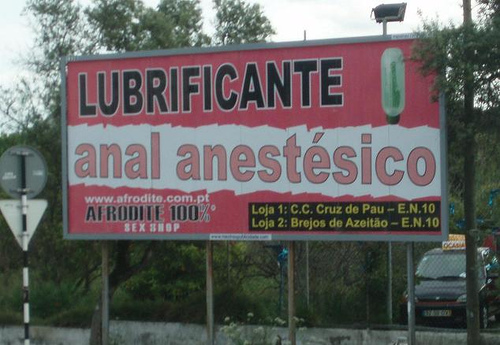 LUBRIFICANTE
anal anestésico
www.afrodite.com.pt
AFRODITE 100%
SEX SHOP
Loja 1: C.C. Cruz de Pau – E.N.10
Loja 2: Brejos de Azeitão – E.N.10